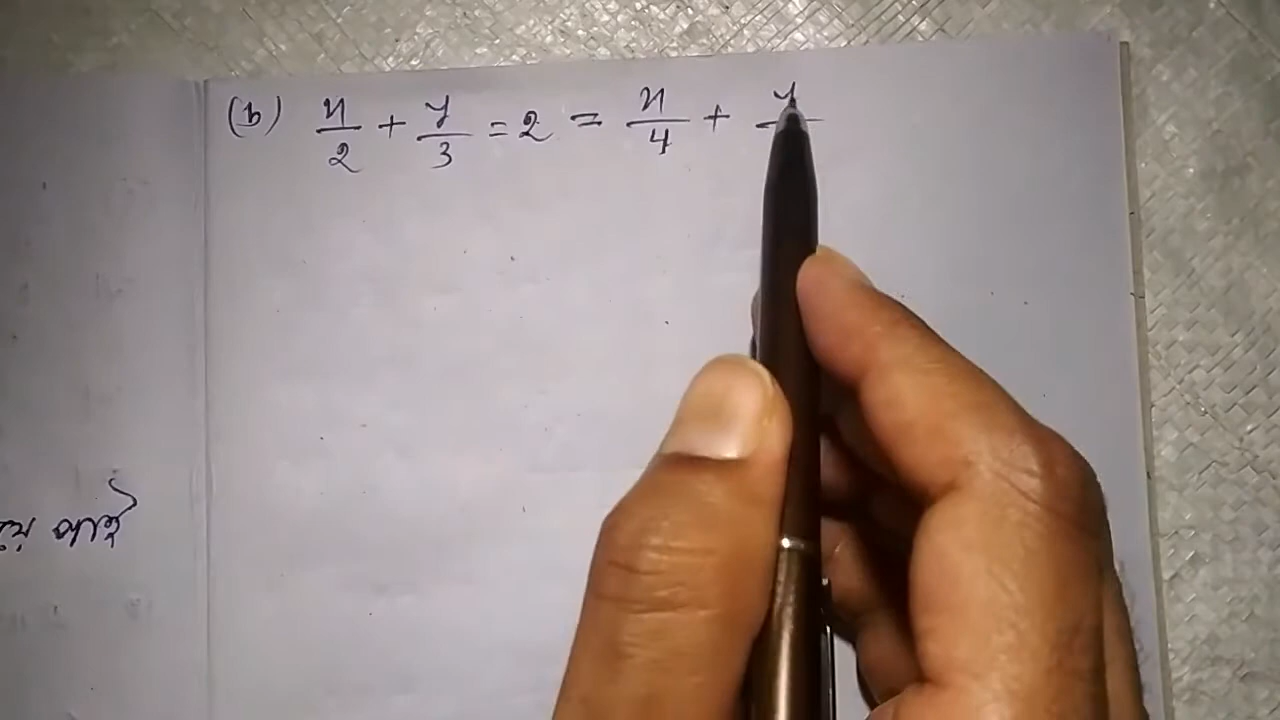 (b) x/2 + y/3 = 2 = x/4 + y/
পাই